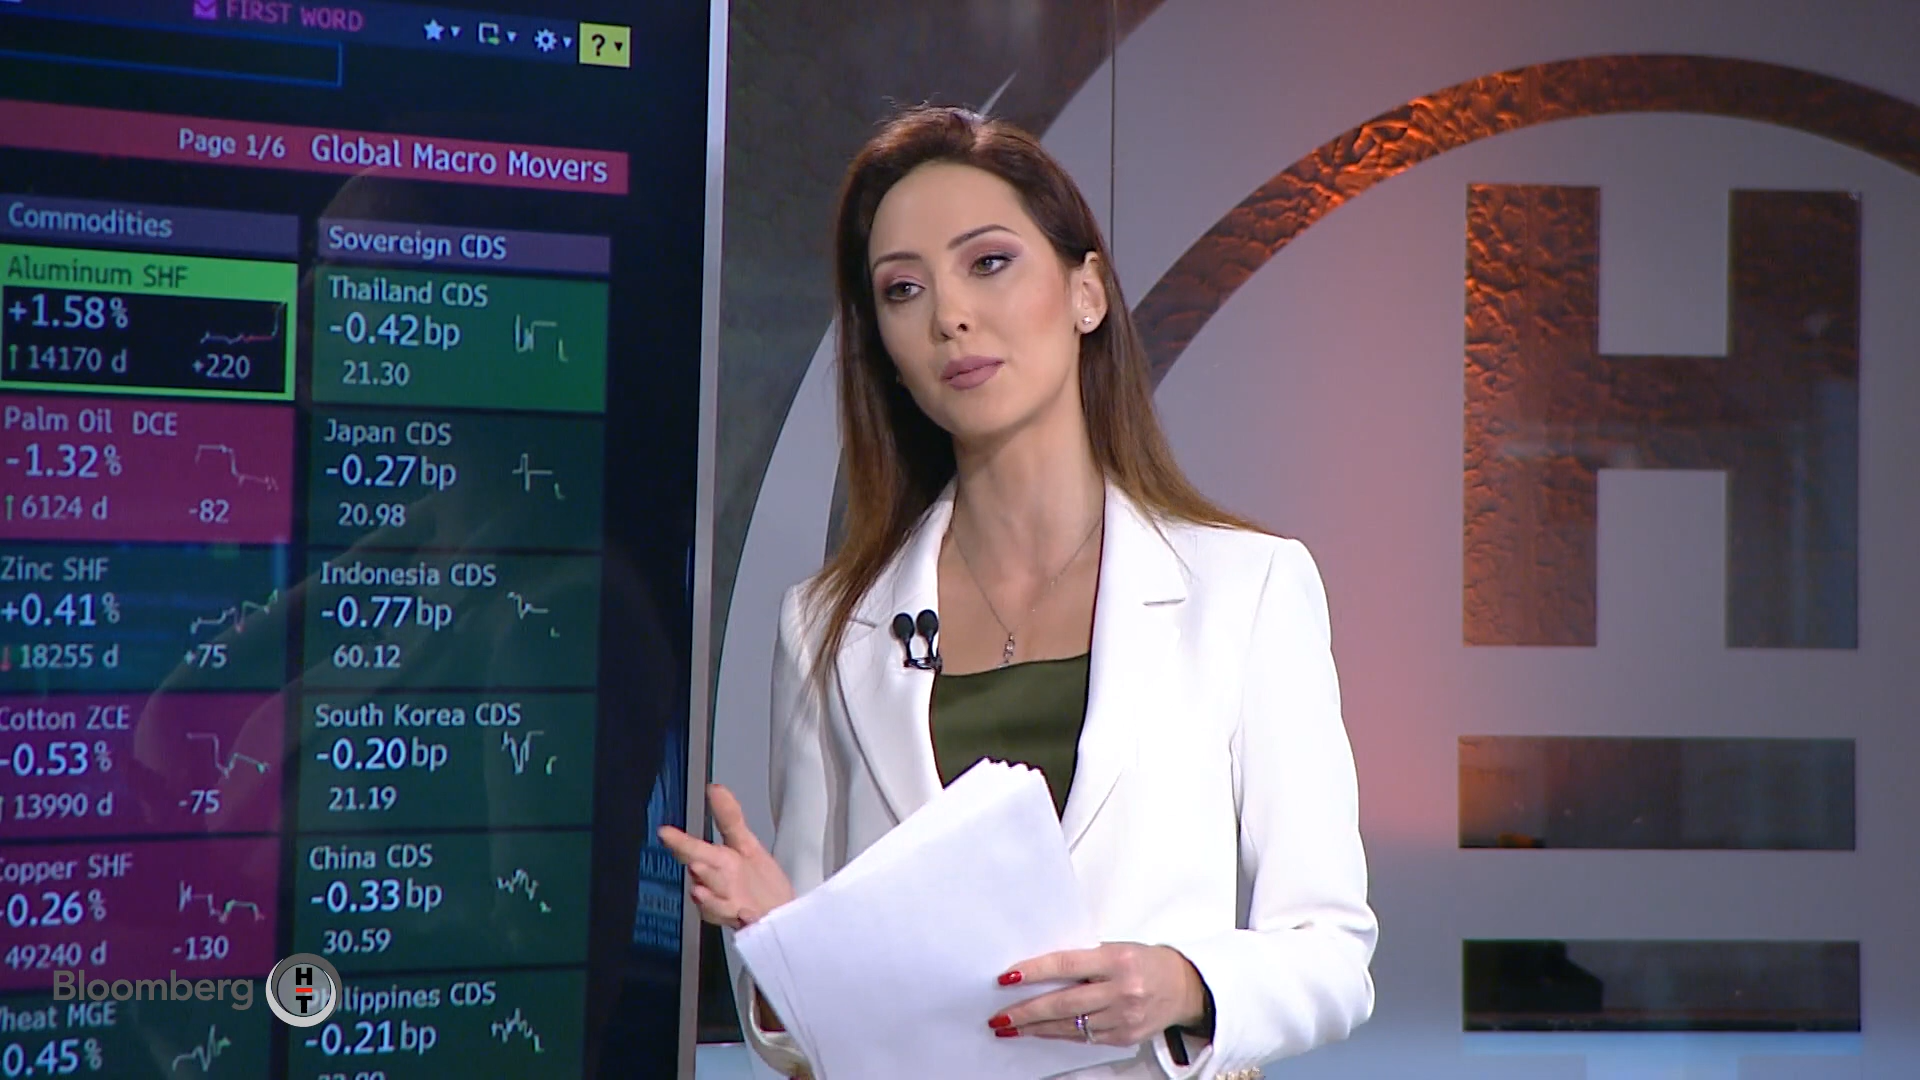 FIRST WORD
?
Page 1/6 Global Macro Movers
Commodities
Aluminum SHF
+1.58%
↑14170 d +220
Palm Oil DCE
-1.32%
↑6124 d -82
Zinc SHF
+0.41%
↓18255 d +75
Cotton ZCE
-0.53%
13990 d -75
Copper SHF
-0.26%
49240 d -130
Wheat MGE
-0.45%
Sovereign CDS
Thailand CDS
-0.42bp
21.30
Japan CDS
-0.27bp
20.98
Indonesia CDS
-0.77bp
60.12
South Korea CDS
-0.20bp
21.19
China CDS
-0.33bp
30.59
Philippines CDS
-0.21bp
Bloomberg HT
H